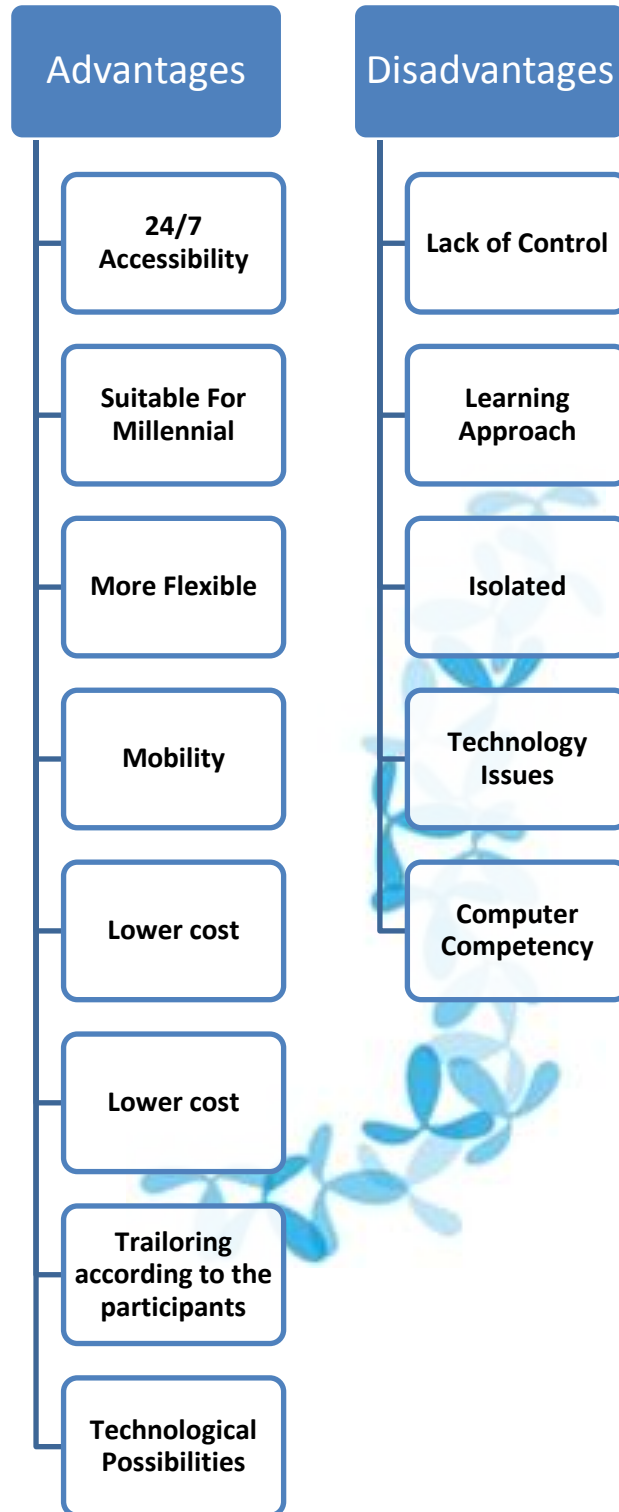 Advantages
24/7
Accessibility
Suitable For
Millennial
More Flexible
Mobility
Lower cost
Lower cost
Trailoring
according to the
participants
Technological
Possibilities
Disadvantages
Lack of Control
Learning
Approach
Isolated
Technology
Issues
Computer
Competency